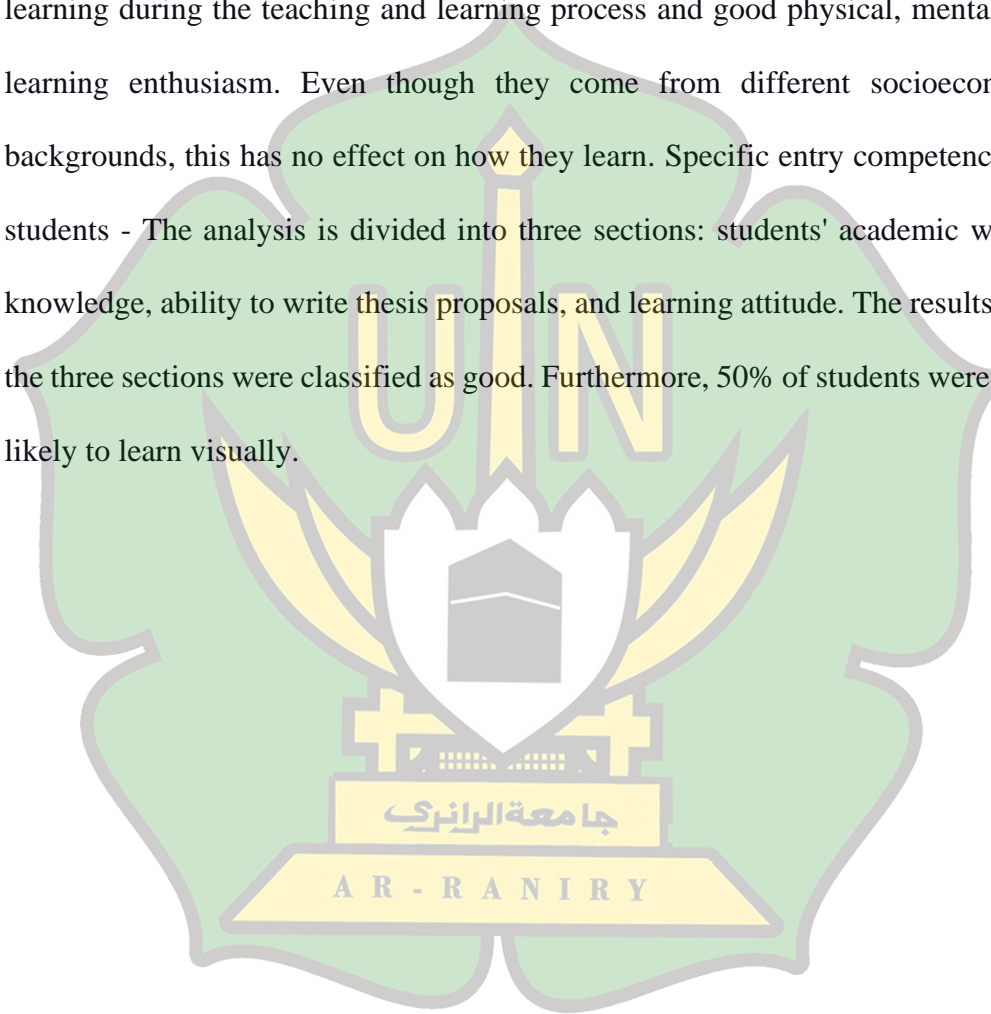 learning during the teaching and learning process and good physical, menta
learning enthusiasm. Even though they come from different socioecon
backgrounds, this has no effect on how they learn. Specific entry competenc
students - The analysis is divided into three sections: students' academic w
knowledge, ability to write thesis proposals, and learning attitude. The results
the three sections were classified as good. Furthermore, 50% of students were
likely to learn visually.
UIN
جامعة الرانري
AR-RANIRY